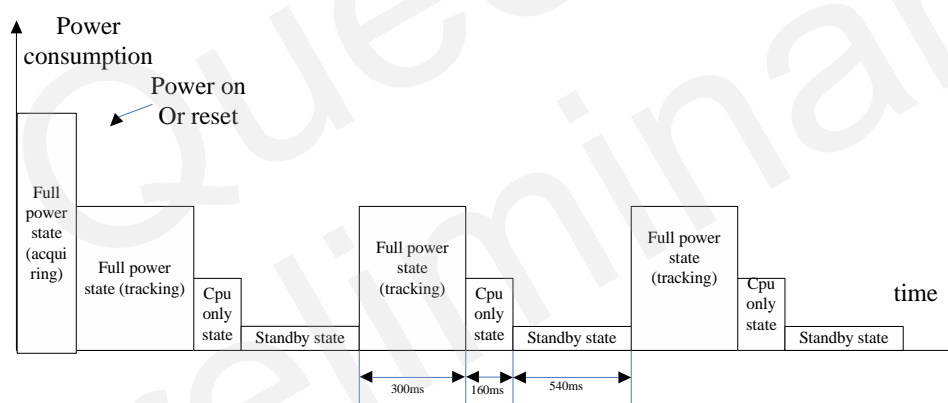 Power
consumption
Power on
Or reset
Full
power
state
(acqui
ring)
Full power
state (tracking)
Cpu
only
state
Standby state
Full power
state
(tracking)
Cpu
only
state
Standby state
Full power
state
(tracking)
Cpu
only
state
Standby state
time
300ms
160ms
540ms
Que
reliminar